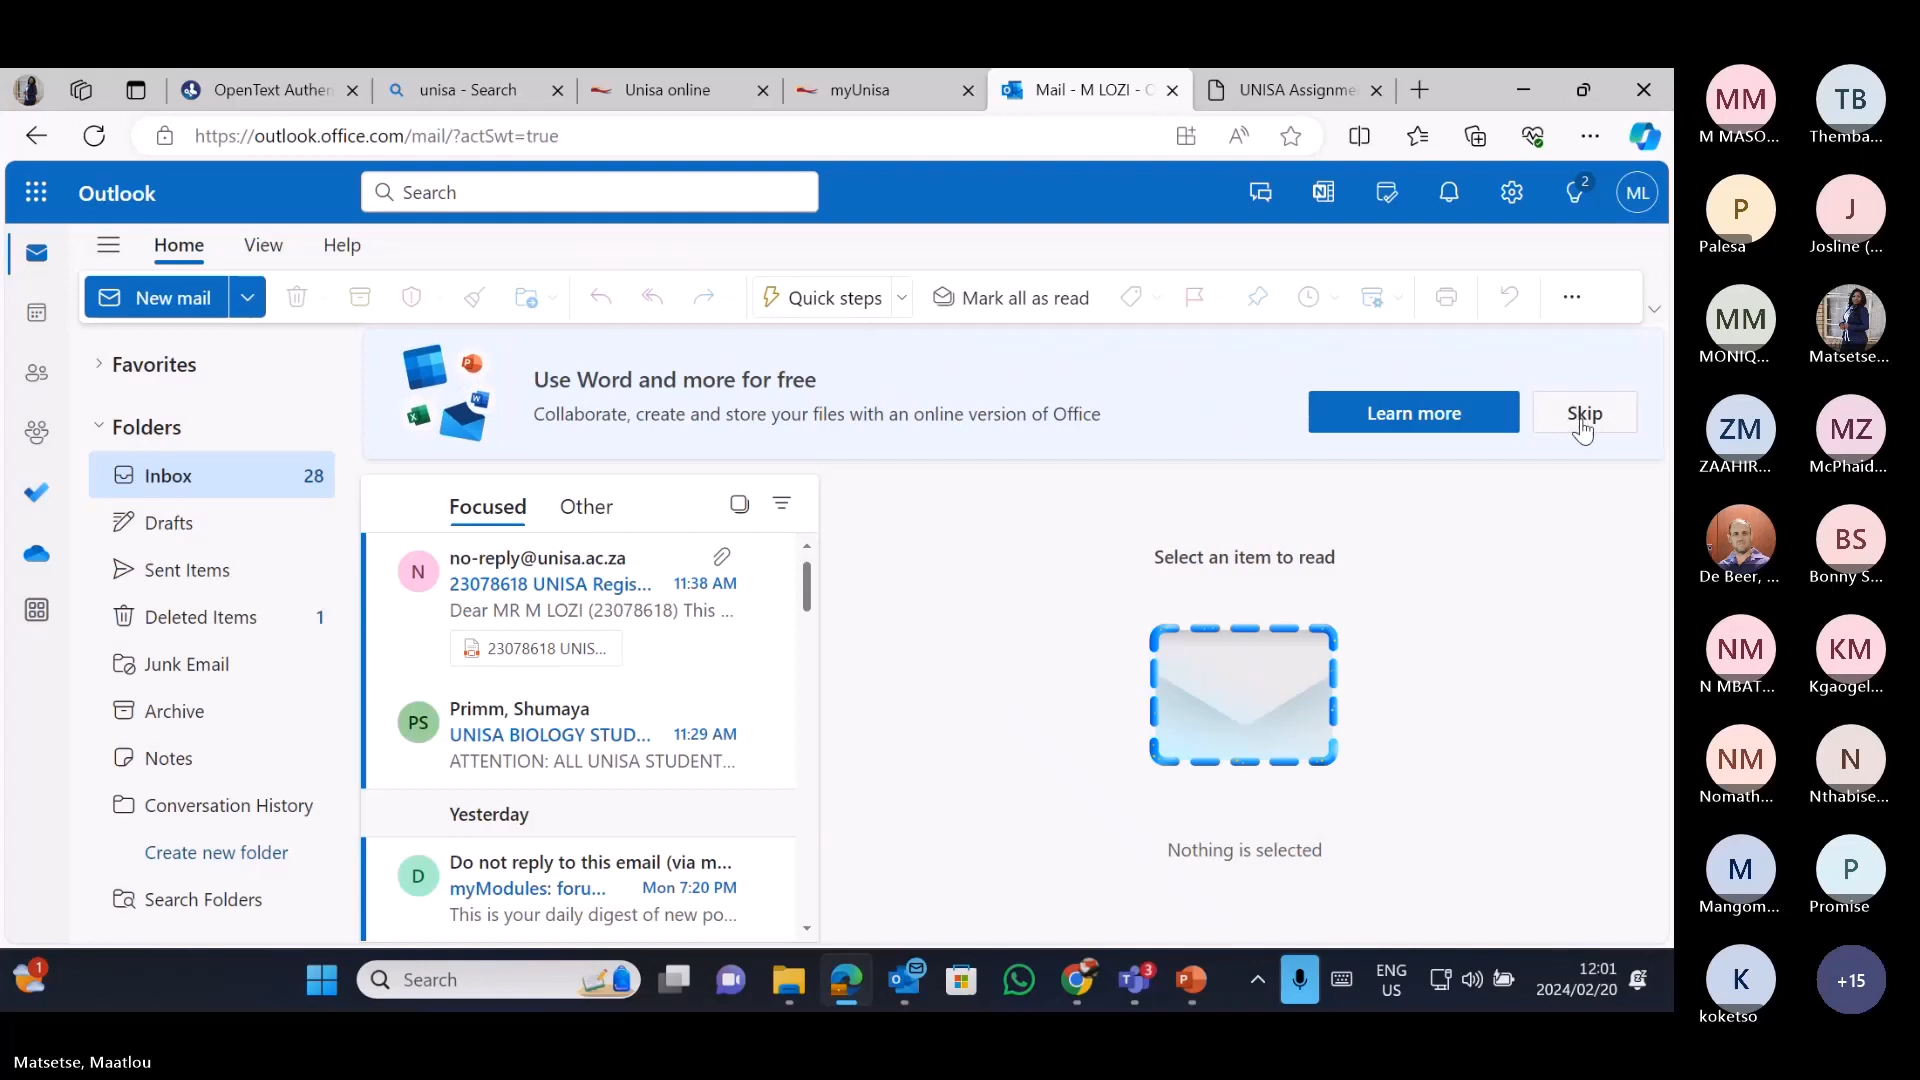 OpenText Authen
unisa - Search
Unisa online
myUnisa
Mail - M LOZI - O
UNISA Assignme
https://outlook.office.com/mail/?actSwt=true
Outlook
Search
2
ML
Home
View
Help
New mail
Quick steps
Mark all as read
Favorites
Folders
Inbox 28
Drafts
Sent Items
Deleted Items 1
Junk Email
Archive
Notes
Conversation History
Create new folder
Search Folders
Use Word and more for free
Collaborate, create and store your files with an online version of Office
Learn more
Skip
Focused
Other
N
no-reply@unisa.ac.za
23078618 UNISA Regis... 11:38 AM
Dear MR M LOZI (23078618) This ...
23078618 UNIS...
PS
Primm, Shumaya
UNISA BIOLOGY STUD... 11:29 AM
ATTENTION: ALL UNISA STUDENT...
Yesterday
D
Do not reply to this email (via m...
myModules: foru... Mon 7:20 PM
This is your daily digest of new po...
Select an item to read
Nothing is selected
1
Search
3
ENG
US
12:01
2024/02/20
MM
M MASO...
TB
Themba...
P
Palesa
J
Josline (...
MM
MONIQ...
Matsetse...
ZM
ZAAHIR...
MZ
McPhaid...
De Beer, ...
BS
Bonny S...
NM
N MBAT...
KM
Kgaogel...
NM
Nomath...
N
Nthabise...
M
Mangom...
P
Promise
K
koketso
+15
Matsetse, Maatlou